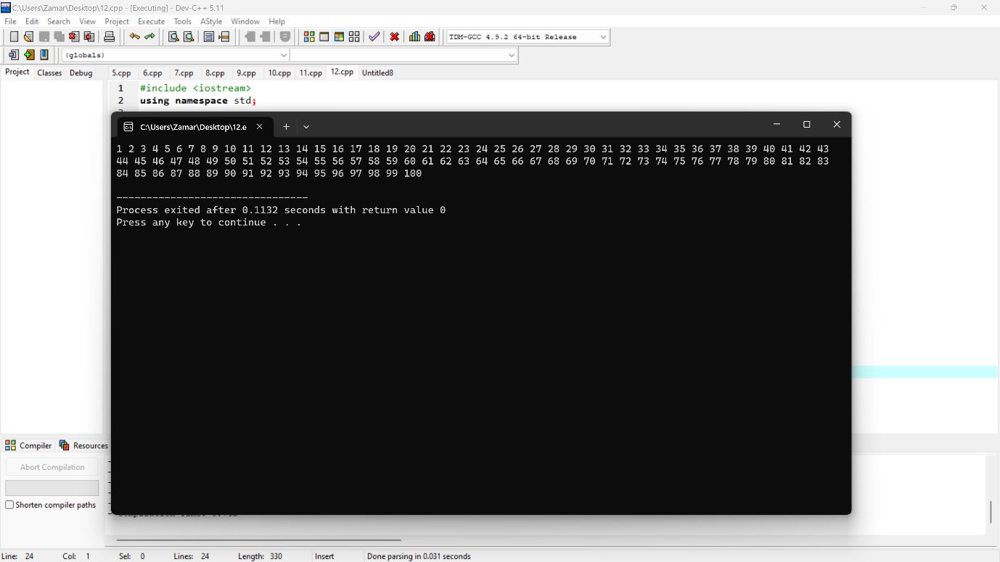 C:\Users\Zamar\Desktop\12.cpp - [Executing] - Dev-C++ 5.11
File Edit Search View Project Execute Tools AStyle Window Help
TDM-GCC 4.9.2 64-bit Release
(globals)
Project Classes Debug 5.cpp 6.cpp 7.cpp 8.cpp 9.cpp 10.cpp 11.cpp 12.cpp Untitled8
1 #include <iostream>
2 using namespace std;
C:\Users\Zamar\Desktop\12.e
1 2 3 4 5 6 7 8 9 10 11 12 13 14 15 16 17 18 19 20 21 22 23 24 25 26 27 28 29 30 31 32 33 34 35 36 37 38 39 40 41 42 43
44 45 46 47 48 49 50 51 52 53 54 55 56 57 58 59 60 61 62 63 64 65 66 67 68 69 70 71 72 73 74 75 76 77 78 79 80 81 82 83
84 85 86 87 88 89 90 91 92 93 94 95 96 97 98 99 100
--------------------------------
Process exited after 0.1132 seconds with return value 0
Press any key to continue . . .
Compiler Resources
Abort Compilation
Shorten compiler paths
Line: 24 Col: 1 Sel: 0 Lines: 24 Length: 330 Insert Done parsing in 0.031 seconds